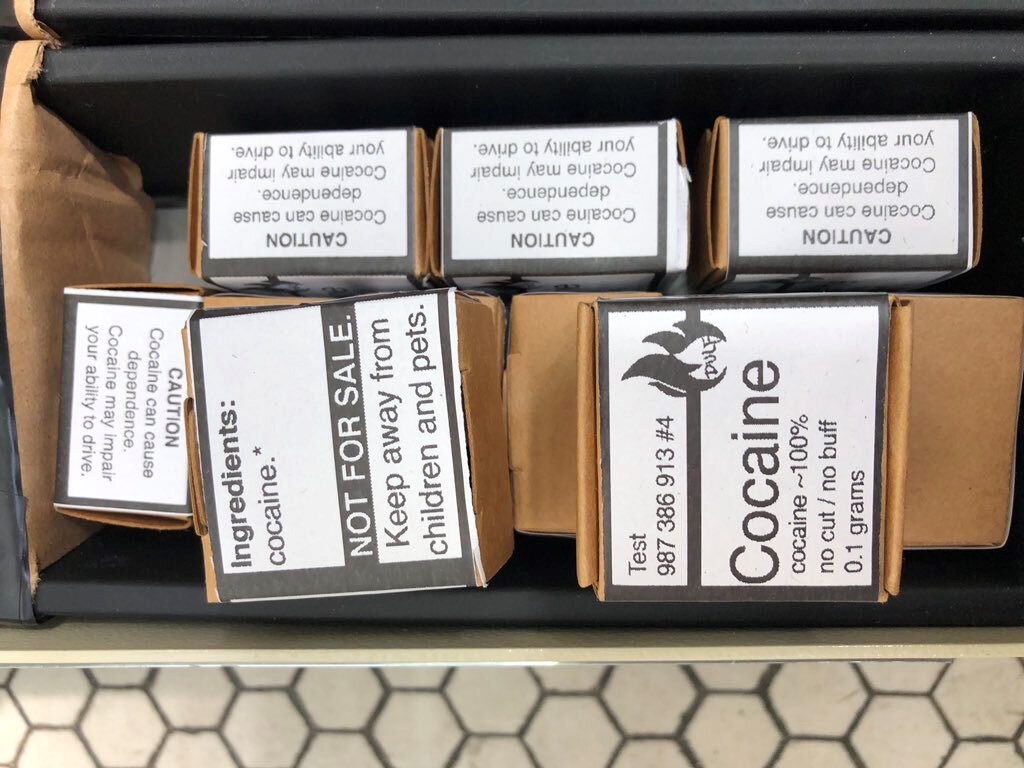 CAUTION
Cocaine can cause
dependence.
Cocaine may impair
your ability to drive.
CAUTION
Cocaine can cause
dependence.
Cocaine may impair
your ability to drive.
CAUTION
Cocaine can cause
dependence.
Cocaine may impair
your ability to drive.
CAUTION
Cocaine can cause
dependence.
Cocaine may impair
your ability to drive.
Ingredients:
cocaine.*
NOT FOR SALE.
Keep away from
children and pets.
Test
987 386 913 #4
DULF
Cocaine
cocaine ~100%
no cut / no buff
0.1 grams